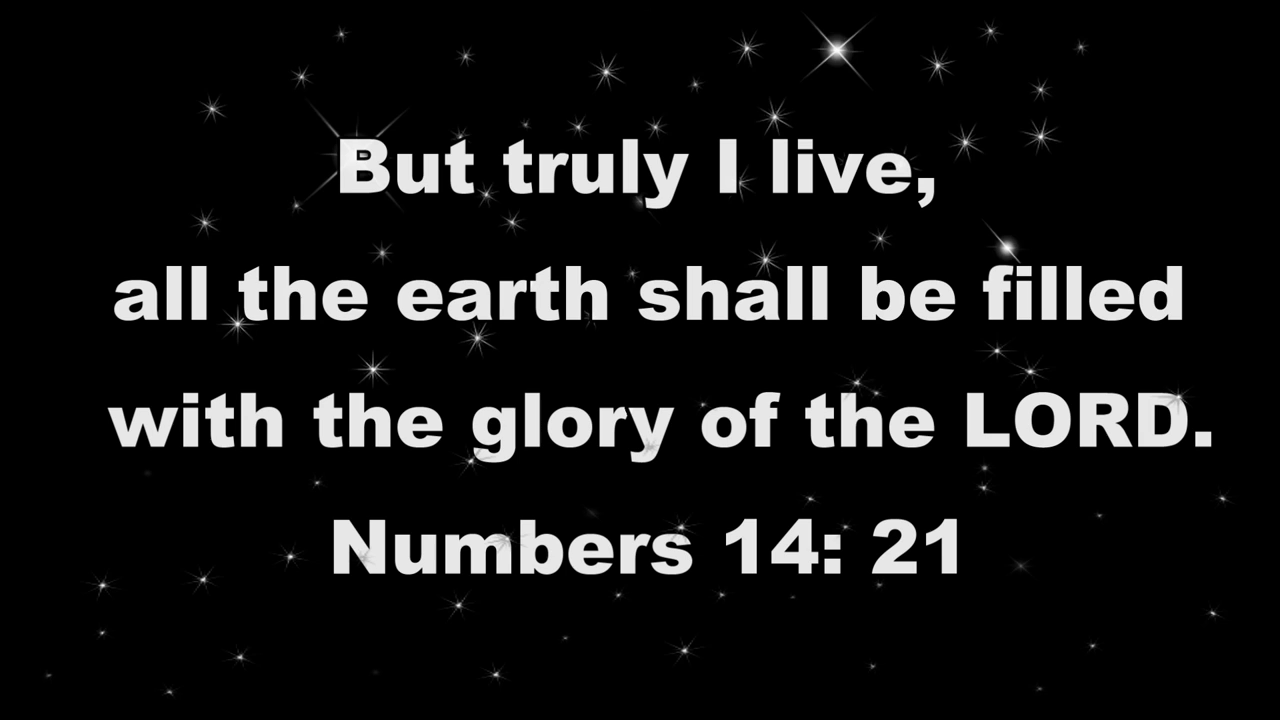 But truly I live,
all the earth shall be filled
with the glory of the LORD.
Numbers 14: 21